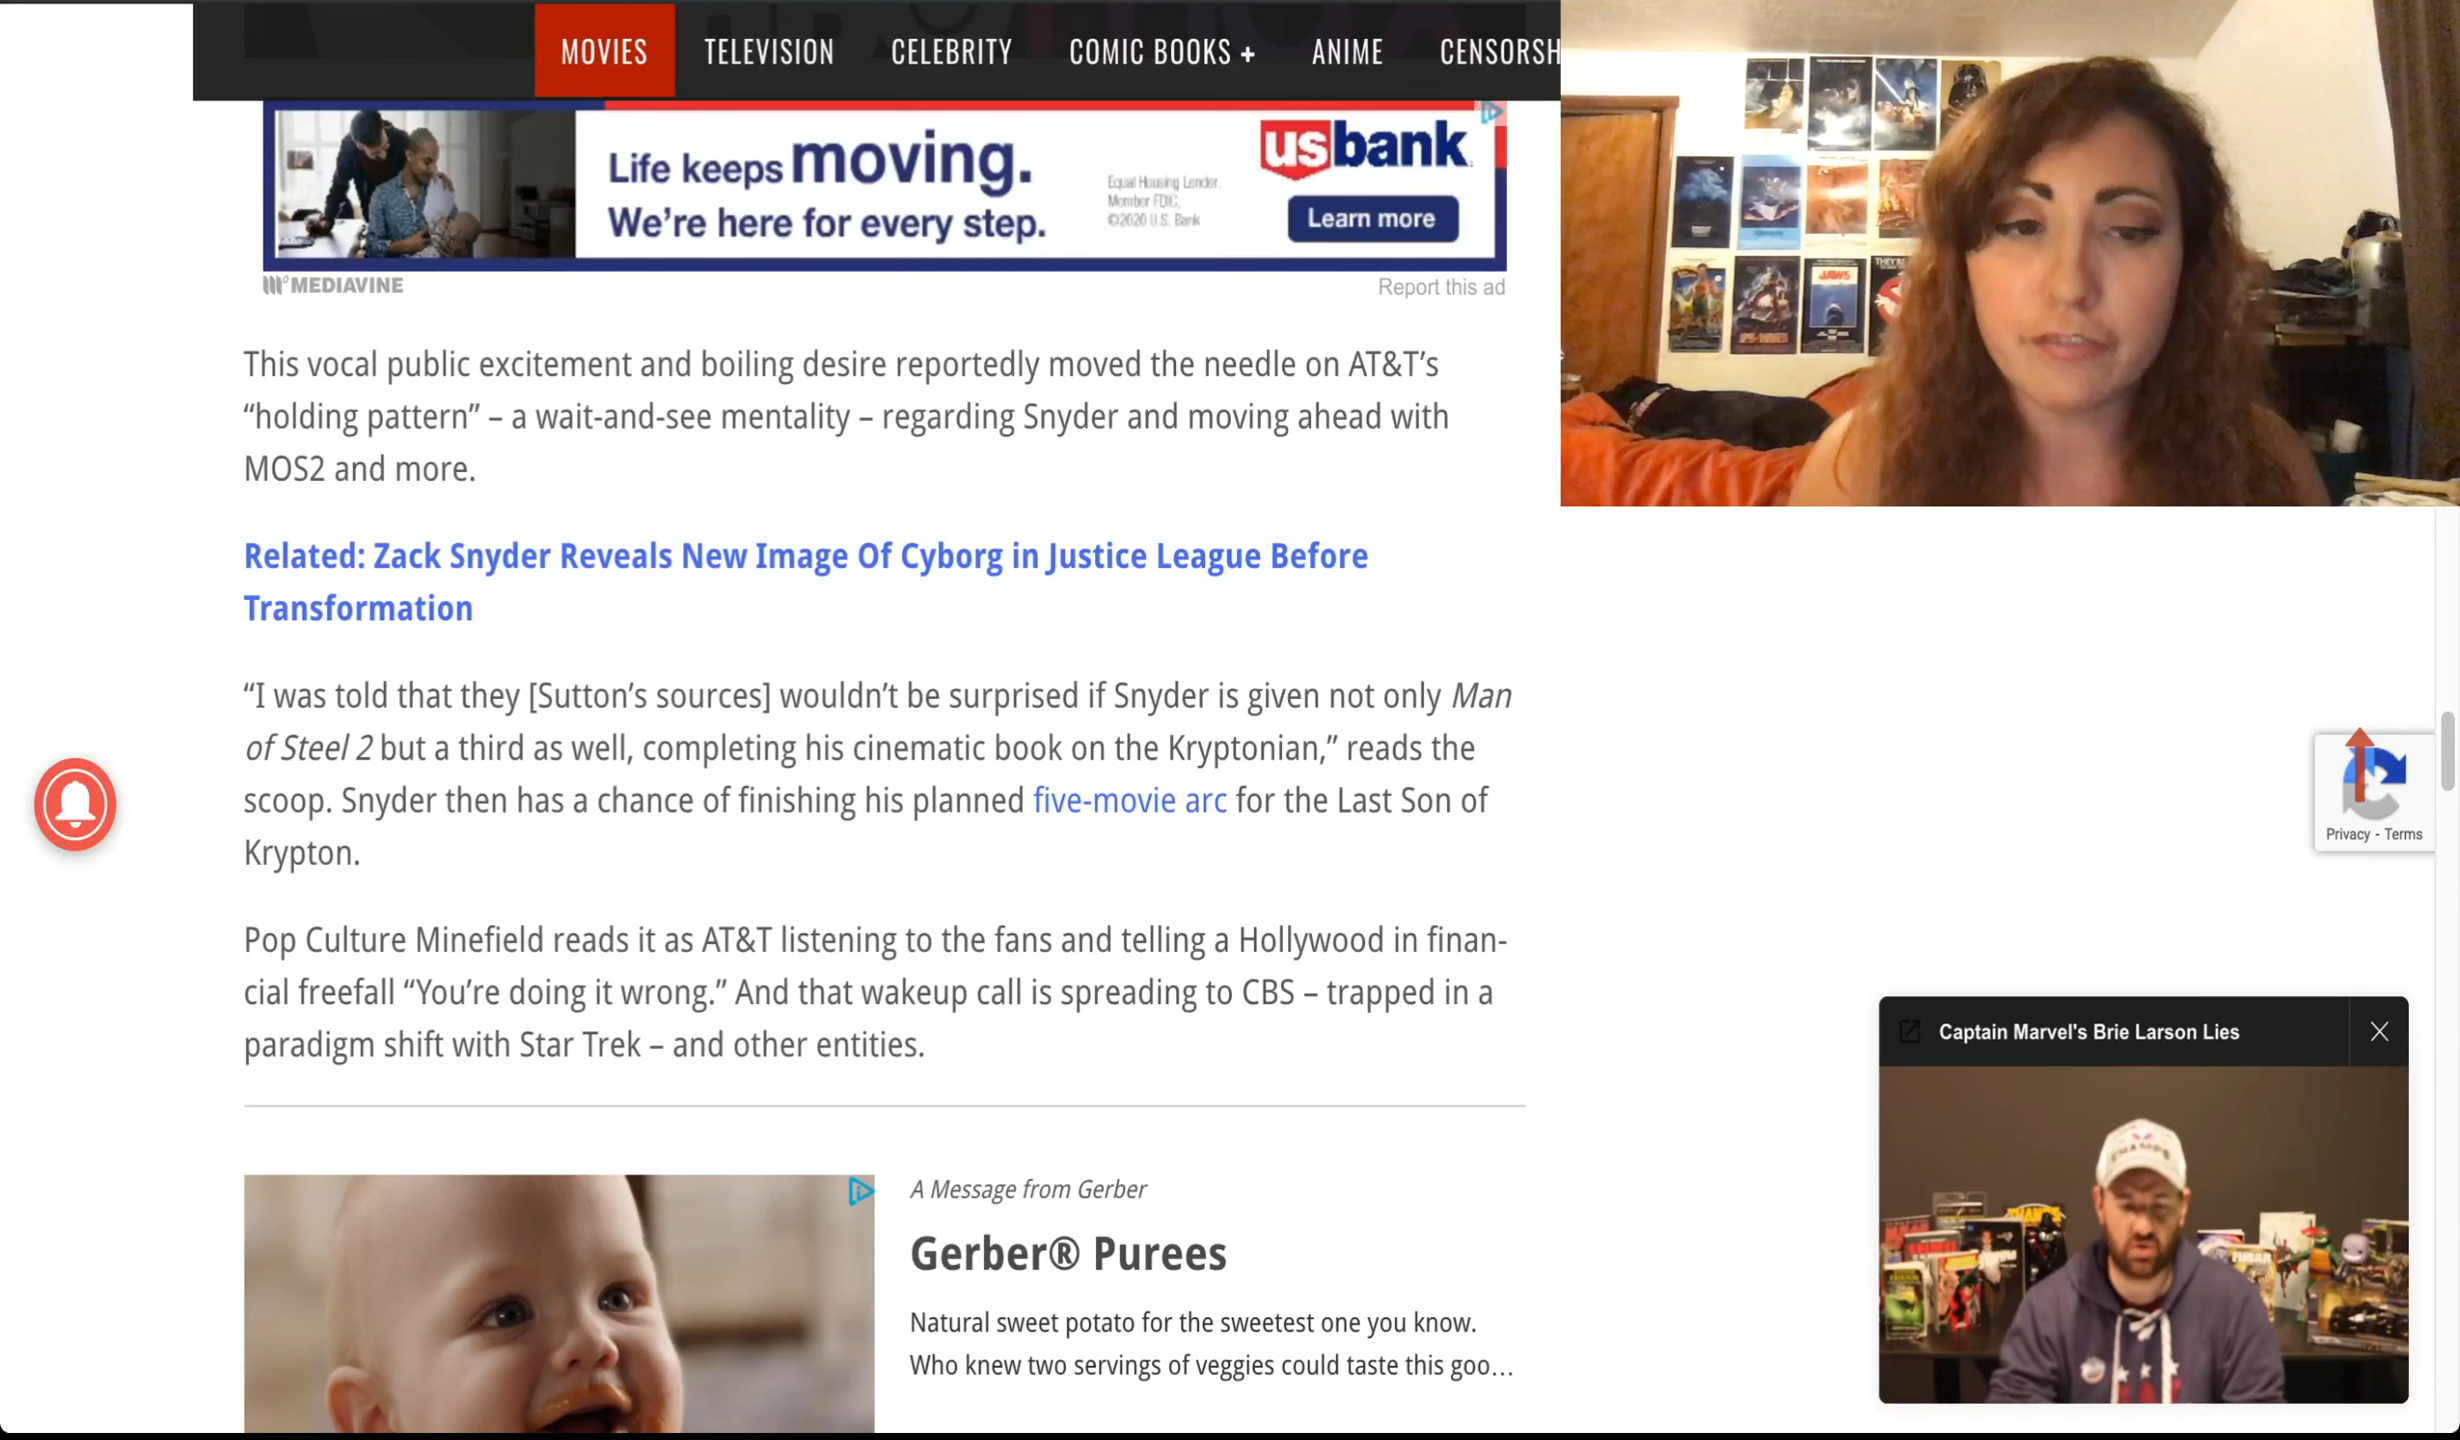 MOVIES TELEVISION CELEBRITY COMIC BOOKS + ANIME CENSORSH
Life keeps moving.
We're here for every step.
Equal Housing Lender.
Member FDIC.
©2020 U.S. Bank
usbank
Learn more
MEDIAVINE
Report this ad
This vocal public excitement and boiling desire reportedly moved the needle on AT&T's
“holding pattern” – a wait-and-see mentality – regarding Snyder and moving ahead with
MOS2 and more.
Related: Zack Snyder Reveals New Image Of Cyborg in Justice League Before
Transformation
“I was told that they [Sutton’s sources] wouldn’t be surprised if Snyder is given not only Man
of Steel 2 but a third as well, completing his cinematic book on the Kryptonian,” reads the
scoop. Snyder then has a chance of finishing his planned five-movie arc for the Last Son of
Krypton.
Pop Culture Minefield reads it as AT&T listening to the fans and telling a Hollywood in finan-
cial freefall “You’re doing it wrong.” And that wakeup call is spreading to CBS – trapped in a
paradigm shift with Star Trek – and other entities.
A Message from Gerber
Gerber® Purees
Natural sweet potato for the sweetest one you know.
Who knew two servings of veggies could taste this goo...
JAWS
Privacy - Terms
Captain Marvel's Brie Larson Lies
CHAMPS